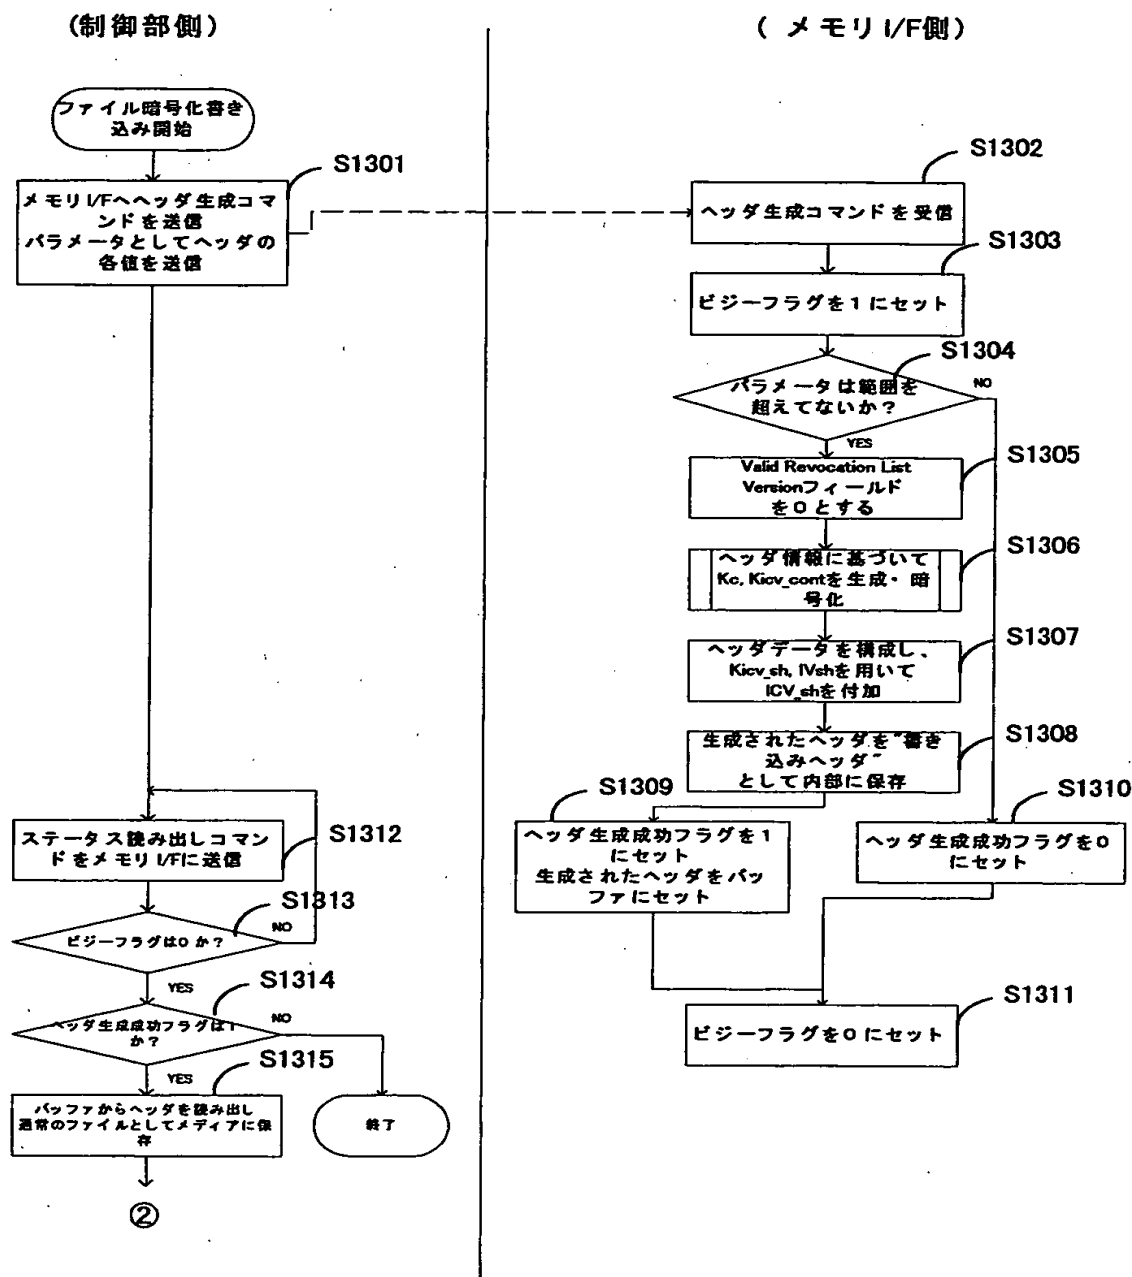 (制御部側)
(メモリI/F側)
ファイル暗号化書き
込み開始
S1301
メモリI/Fへヘッダ生成コマ
ンドを送信
パラメータとしてヘッダの
各値を送信
S1302
ヘッダ生成コマンドを受信
S1303
ビジーフラグを1にセット
S1304
パラメータは範囲を
超えてないか?
NO
YES
S1305
Valid Revocation List
Versionフィールド
を0とする
S1306
ヘッダ情報に基づいて
Kc, Kicv_contを生成・暗
号化
S1307
ヘッダデータを構成し、
Kicv_sh, IVshを用いて
ICV_shを付加
S1308
生成されたヘッダを"書き
込みヘッダ"
として内部に保存
S1309
ヘッダ生成成功フラグを1
にセット
生成されたヘッダをバッ
ファにセット
S1310
ヘッダ生成成功フラグを0
にセット
S1311
ビジーフラグを0にセット
S1312
ステータス読み出しコマン
ドをメモリI/Fに送信
S1313
ビジーフラグは0か?
NO
YES
S1314
ヘッダ生成成功フラグは1
か?
NO
YES
S1315
バッファからヘッダを読み出し
通常のファイルとしてメディアに保
存
終了
②